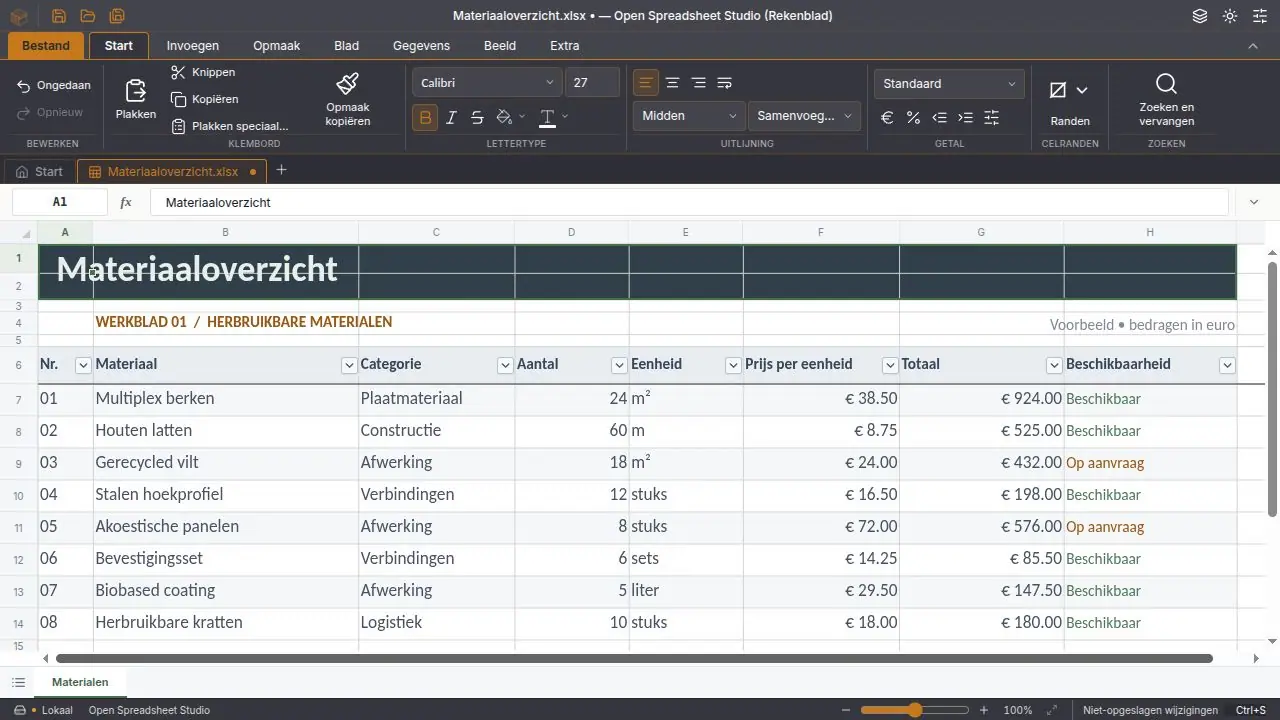 Materiaaloverzicht.xlsx • — Open Spreadsheet Studio (Rekenblad)
Bestand Start Invoegen Opmaak Blad Gegevens Beeld Extra
Ongedaan
Opnieuw
BEWERKEN
Plakken
Knippen
Kopiëren
Plakken speciaal...
Opmaak kopiëren
KLEMBORD
Calibri 27
B I S T
LETTERTYPE
Midden Samenvoeg...
UITLIJNING
Standaard
€ %
GETAL
Randen
CELRANDEN
Zoeken en vervangen
ZOEKEN
Start Materiaaloverzicht.xlsx
A1 fx Materiaaloverzicht
A B C D E F G H
1 Materiaaloverzicht
2
3
4 WERKBLAD 01 / HERBRUIKBARE MATERIALEN Voorbeeld • bedragen in euro
5
6 Nr. Materiaal Categorie Aantal Eenheid Prijs per eenheid Totaal Beschikbaarheid
7 01 Multiplex berken Plaatmateriaal 24 m² € 38.50 € 924.00 Beschikbaar
8 02 Houten latten Constructie 60 m € 8.75 € 525.00 Beschikbaar
9 03 Gerecycled vilt Afwerking 18 m² € 24.00 € 432.00 Op aanvraag
10 04 Stalen hoekprofiel Verbindingen 12 stuks € 16.50 € 198.00 Beschikbaar
11 05 Akoestische panelen Afwerking 8 stuks € 72.00 € 576.00 Op aanvraag
12 06 Bevestigingsset Verbindingen 6 sets € 14.25 € 85.50 Beschikbaar
13 07 Biobased coating Afwerking 5 liter € 29.50 € 147.50 Beschikbaar
14 08 Herbruikbare kratten Logistiek 10 stuks € 18.00 € 180.00 Beschikbaar
15
Materialen
Lokaal Open Spreadsheet Studio 100% Niet-opgeslagen wijzigingen Ctrl+S